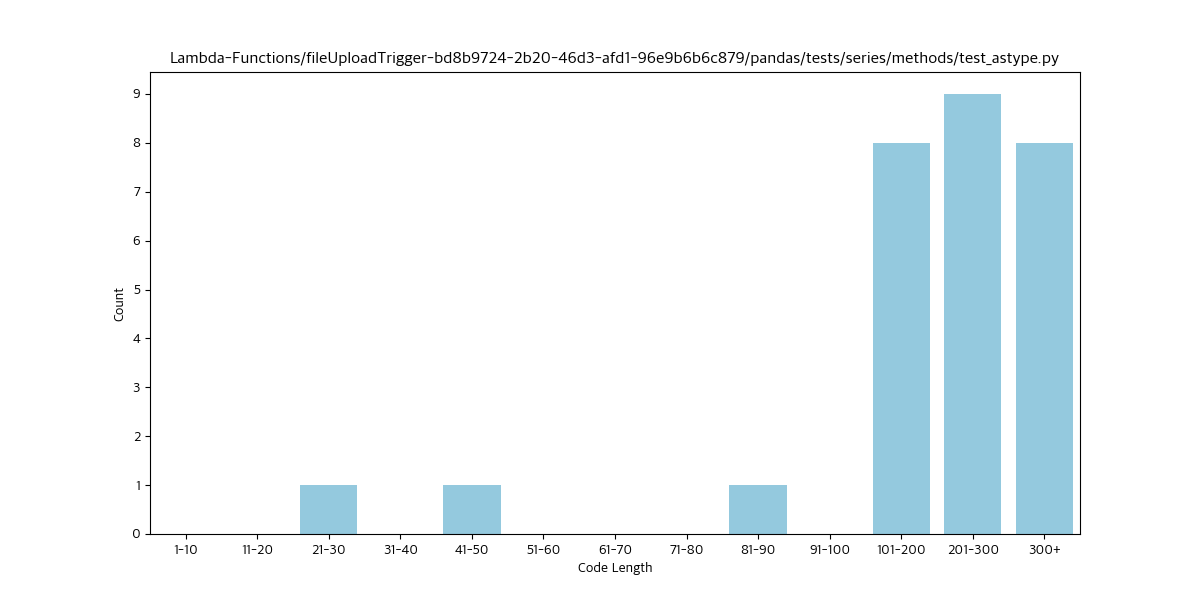 Lambda-Functions/fileUploadTrigger-bd8b9724-2b20-46d3-afd1-96e9b6b6c879/pandas/tests/series/methods/test_astype.py
9
8
7
6
5
4
3
2
1
0
Count
1-10 11-20 21-30 31-40 41-50 51-60 61-70 71-80 81-90 91-100 101-200 201-300 300+
Code Length